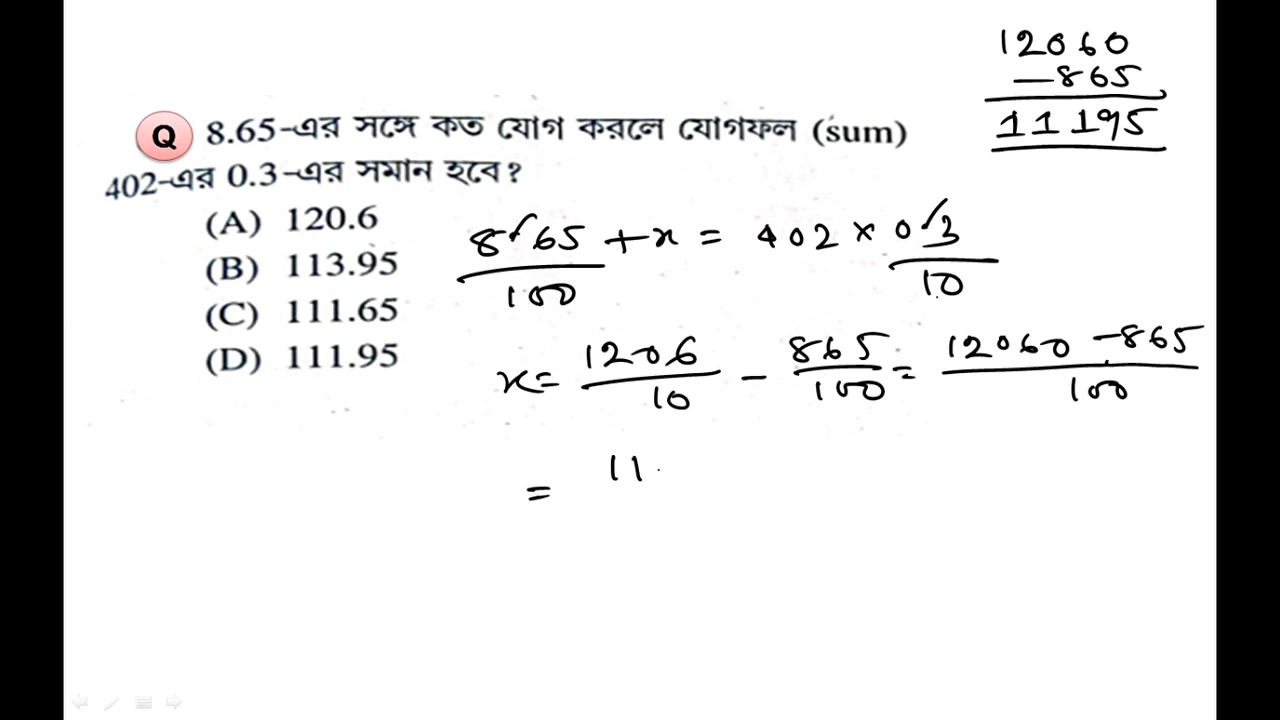 12060
—865
11195
Q 8.65-এর সঙ্গে কত যোগ করলে যোগফল (sum)
402-এর 0.3-এর সমান হবে?
(A) 120.6
(B) 113.95
(C) 111.65
(D) 111.95
8.65/100 + x = 402 × 0.3/10
x = 1206/10 - 865/100 = 12060 - 865/100
= 11